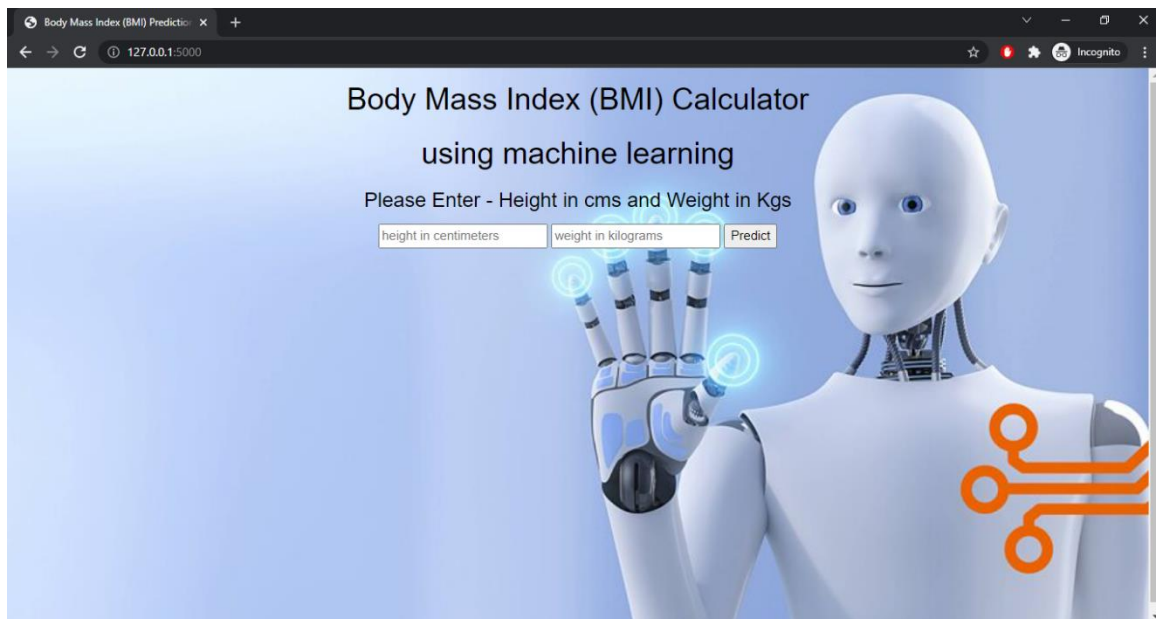 Body Mass Index (BMI) Prediction
127.0.0.1:5000
Incognito
Body Mass Index (BMI) Calculator
using machine learning
Please Enter - Height in cms and Weight in Kgs
height in centimeters weight in kilograms Predict